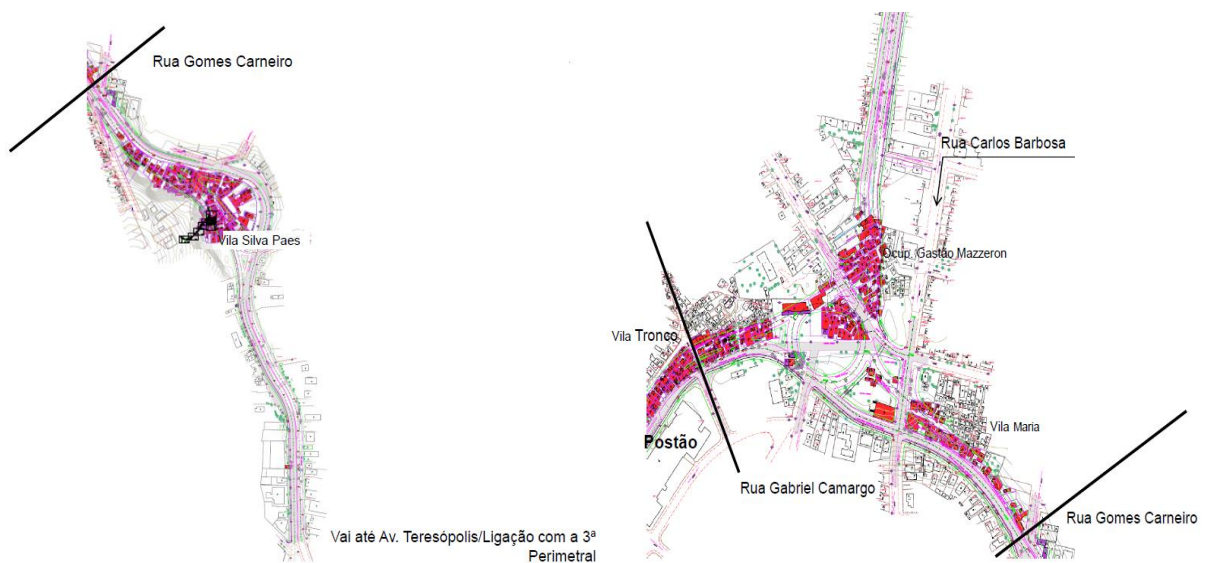 Rua Gomes Carneiro
Vila Silva Paes
Vai até Av. Teresópolis/Ligação com a 3ª
Perimetral
Rua Carlos Barbosa
Ocup. Gastão Mazzeron
Vila Tronco
Postão
Vila Maria
Rua Gabriel Camargo
Rua Gomes Carneiro